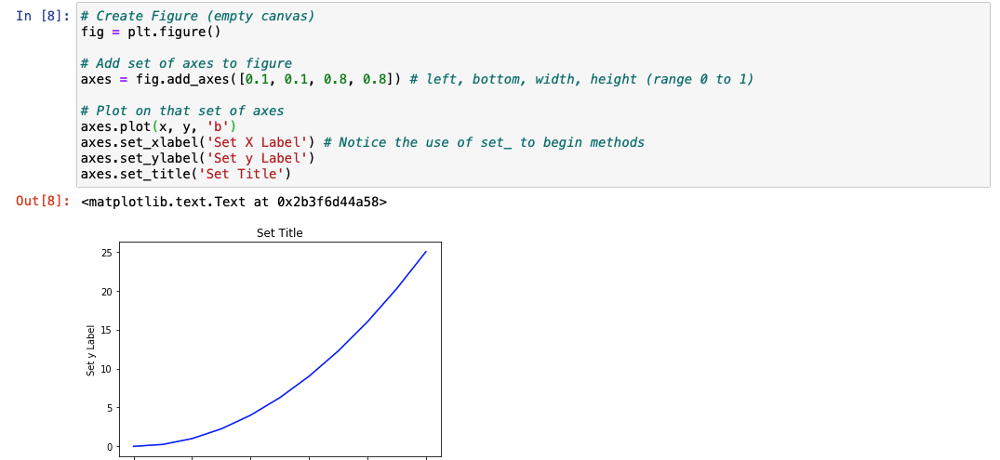 In [8]: # Create Figure (empty canvas)
fig = plt.figure()
# Add set of axes to figure
axes = fig.add_axes([0.1, 0.1, 0.8, 0.8]) # left, bottom, width, height (range 0 to 1)
# Plot on that set of axes
axes.plot(x, y, 'b')
axes.set_xlabel('Set X Label') # Notice the use of set_ to begin methods
axes.set_ylabel('Set y Label')
axes.set_title('Set Title')
Out[8]: <matplotlib.text.Text at 0x2b3f6d44a58>
Set Title
25
20
15
Set y Label
10
5
0